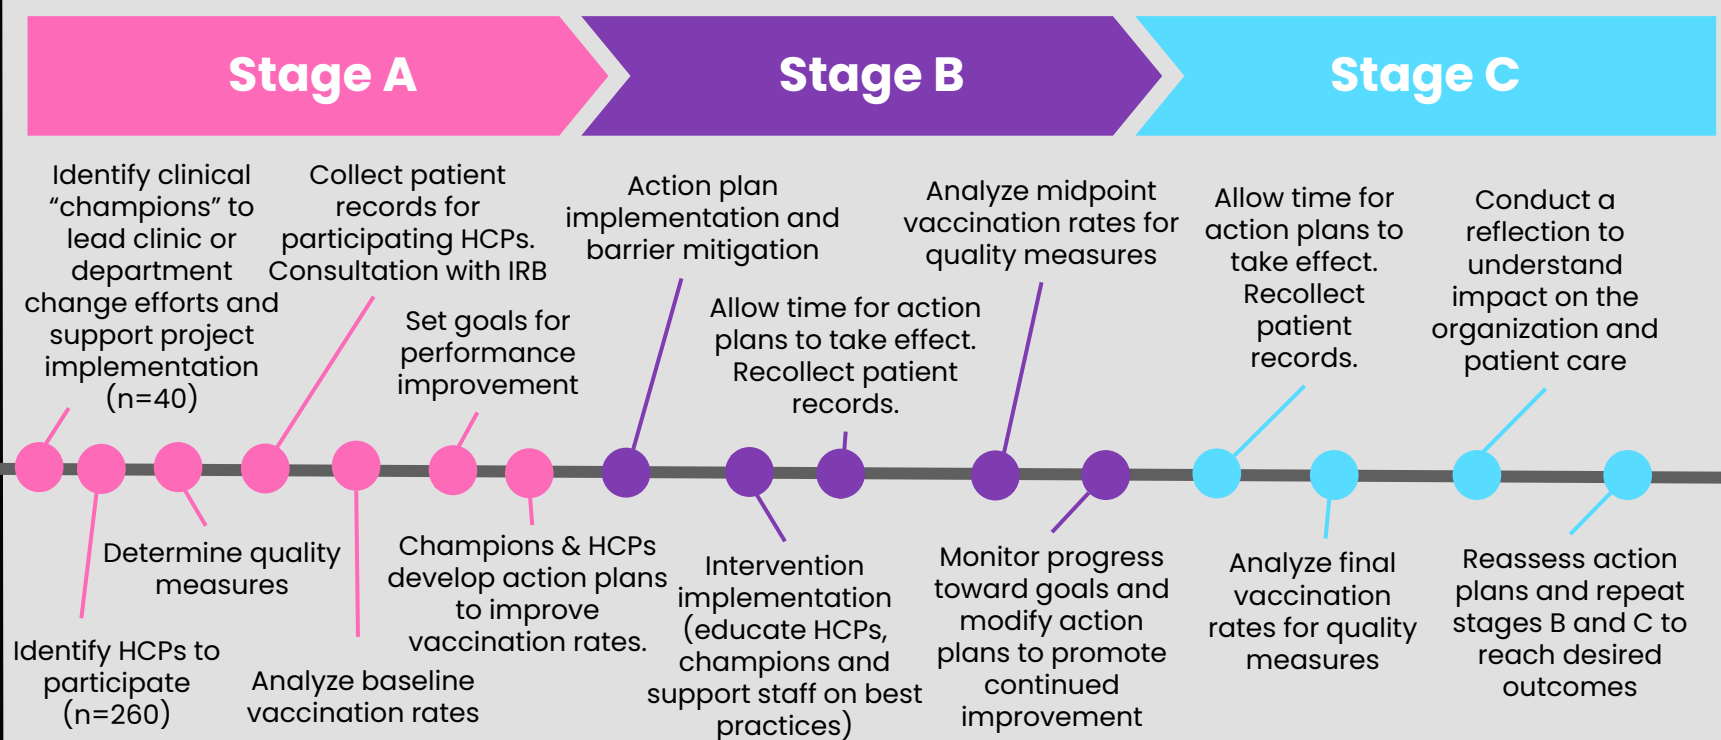 Stage A
Stage B
Stage C
Identify clinical
“champions” to
lead clinic or
department
change efforts and
support project
implementation
(n=40)
Collect patient
records for
participating HCPs.
Consultation with IRB
Set goals for
performance
improvement
Action plan
implementation and
barrier mitigation
Allow time for action
plans to take effect.
Recollect patient
records.
Analyze midpoint
vaccination rates for
quality measures
Allow time for
action plans to
take effect.
Recollect
patient
records.
Conduct a
reflection to
understand
impact on the
organization and
patient care
Identify HCPs to
participate
(n=260)
Determine quality
measures
Analyze baseline
vaccination rates
Champions & HCPs
develop action plans
to improve
vaccination rates.
Intervention
implementation
(educate HCPs,
champions and
support staff on best
practices)
Monitor progress
toward goals and
modify action
plans to promote
continued
improvement
Analyze final
vaccination
rates for quality
measures
Reassess action
plans and repeat
stages B and C to
reach desired
outcomes